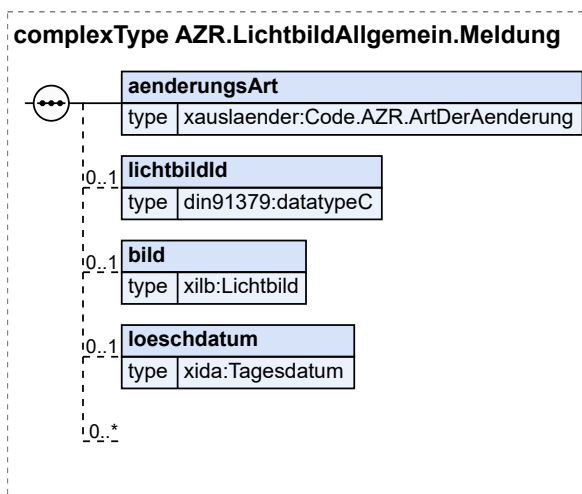 complexType AZR.LichtbildAllgemein.Meldung
aenderungsArt
type xauslaender:Code.AZR.ArtDerAenderung
0..1
lichtbildId
type din91379:datatypeC
0..1
bild
type xilb:Lichtbild
0..1
loeschdatum
type xida:Tagesdatum
0..*